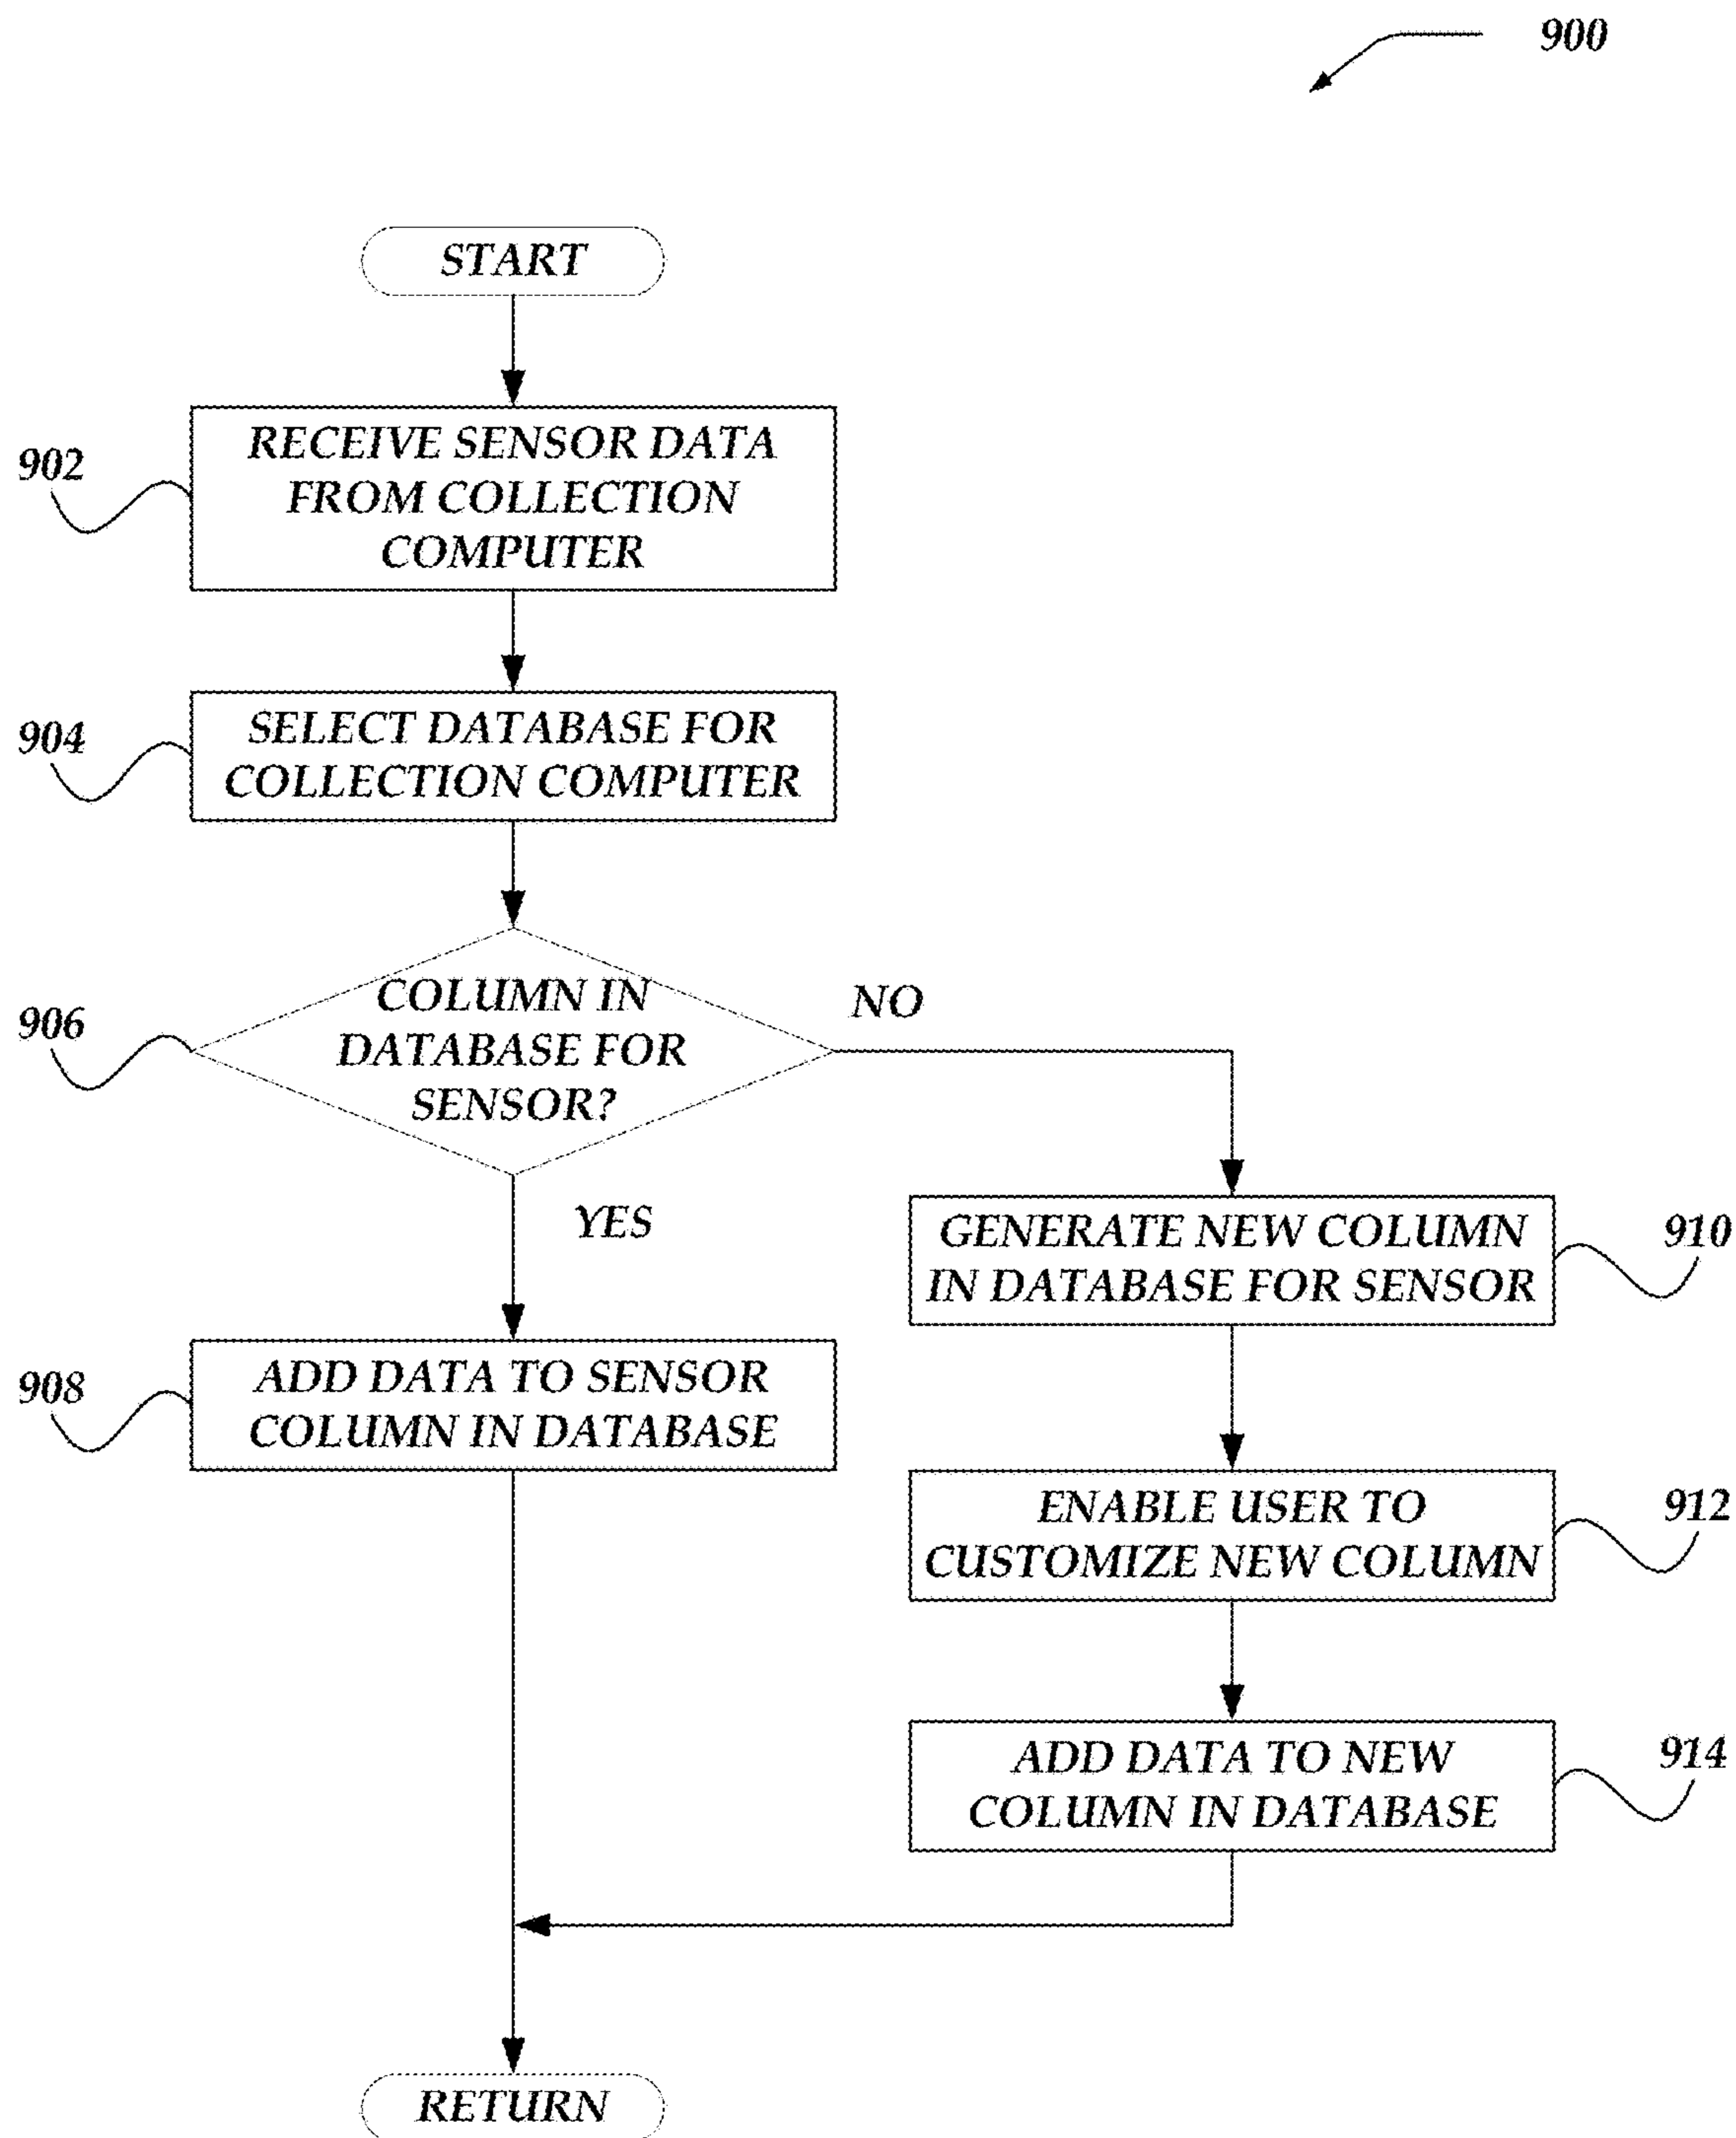 900
START
902
RECEIVE SENSOR DATA
FROM COLLECTION
COMPUTER
904
SELECT DATABASE FOR
COLLECTION COMPUTER
906
COLUMN IN
DATABASE FOR
SENSOR?
NO
YES
910
GENERATE NEW COLUMN
IN DATABASE FOR SENSOR
908
ADD DATA TO SENSOR
COLUMN IN DATABASE
912
ENABLE USER TO
CUSTOMIZE NEW COLUMN
914
ADD DATA TO NEW
COLUMN IN DATABASE
RETURN